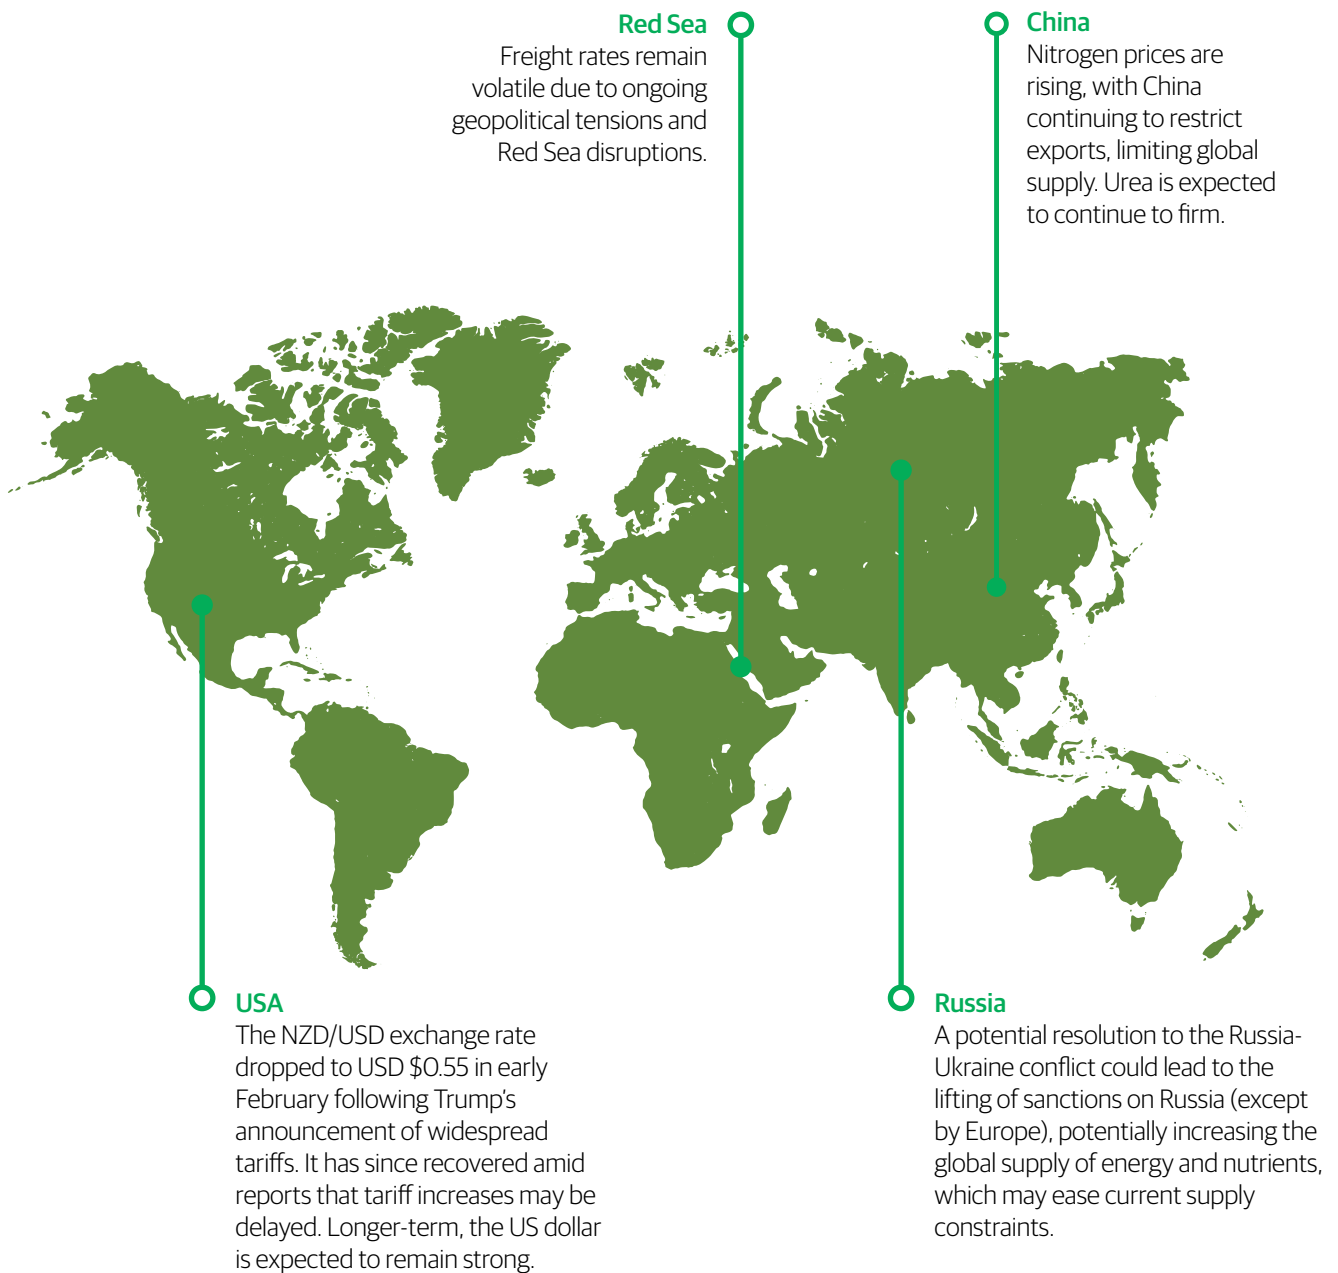 Red Sea
Freight rates remain
volatile due to ongoing
geopolitical tensions and
Red Sea disruptions.
China
Nitrogen prices are
rising, with China
continuing to restrict
exports, limiting global
supply. Urea is expected
to continue to firm.
USA
The NZD/USD exchange rate
dropped to USD $0.55 in early
February following Trump’s
announcement of widespread
tariffs. It has since recovered amid
reports that tariff increases may be
delayed. Longer-term, the US dollar
is expected to remain strong.
Russia
A potential resolution to the Russia-
Ukraine conflict could lead to the
lifting of sanctions on Russia (except
by Europe), potentially increasing the
global supply of energy and nutrients,
which may ease current supply
constraints.